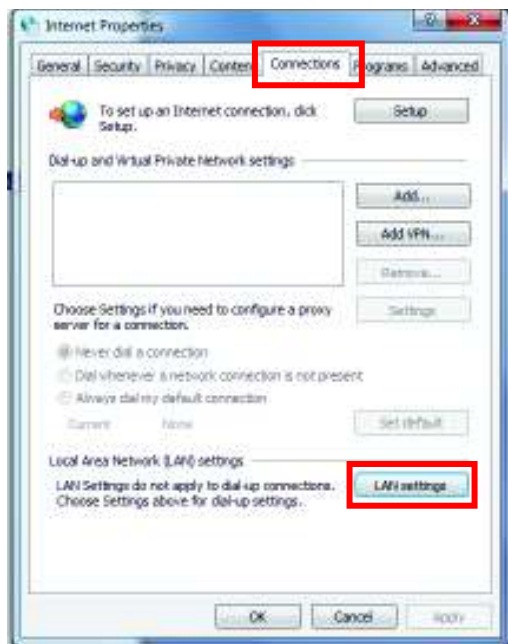 Internet Properties
General Security Privacy Content Connections Programs Advanced
To set up an Internet connection, click
Setup.
Setup
Dial-up and Virtual Private Network settings
Add...
Add VPN...
Remove...
Choose Settings if you need to configure a proxy
server for a connection.
Settings
Never dial a connection
Dial whenever a network connection is not present
Always dial my default connection
Current None
Set default
Local Area Network (LAN) settings
LAN Settings do not apply to dial-up connections.
Choose Settings above for dial-up settings.
LAN settings
OK Cancel Apply